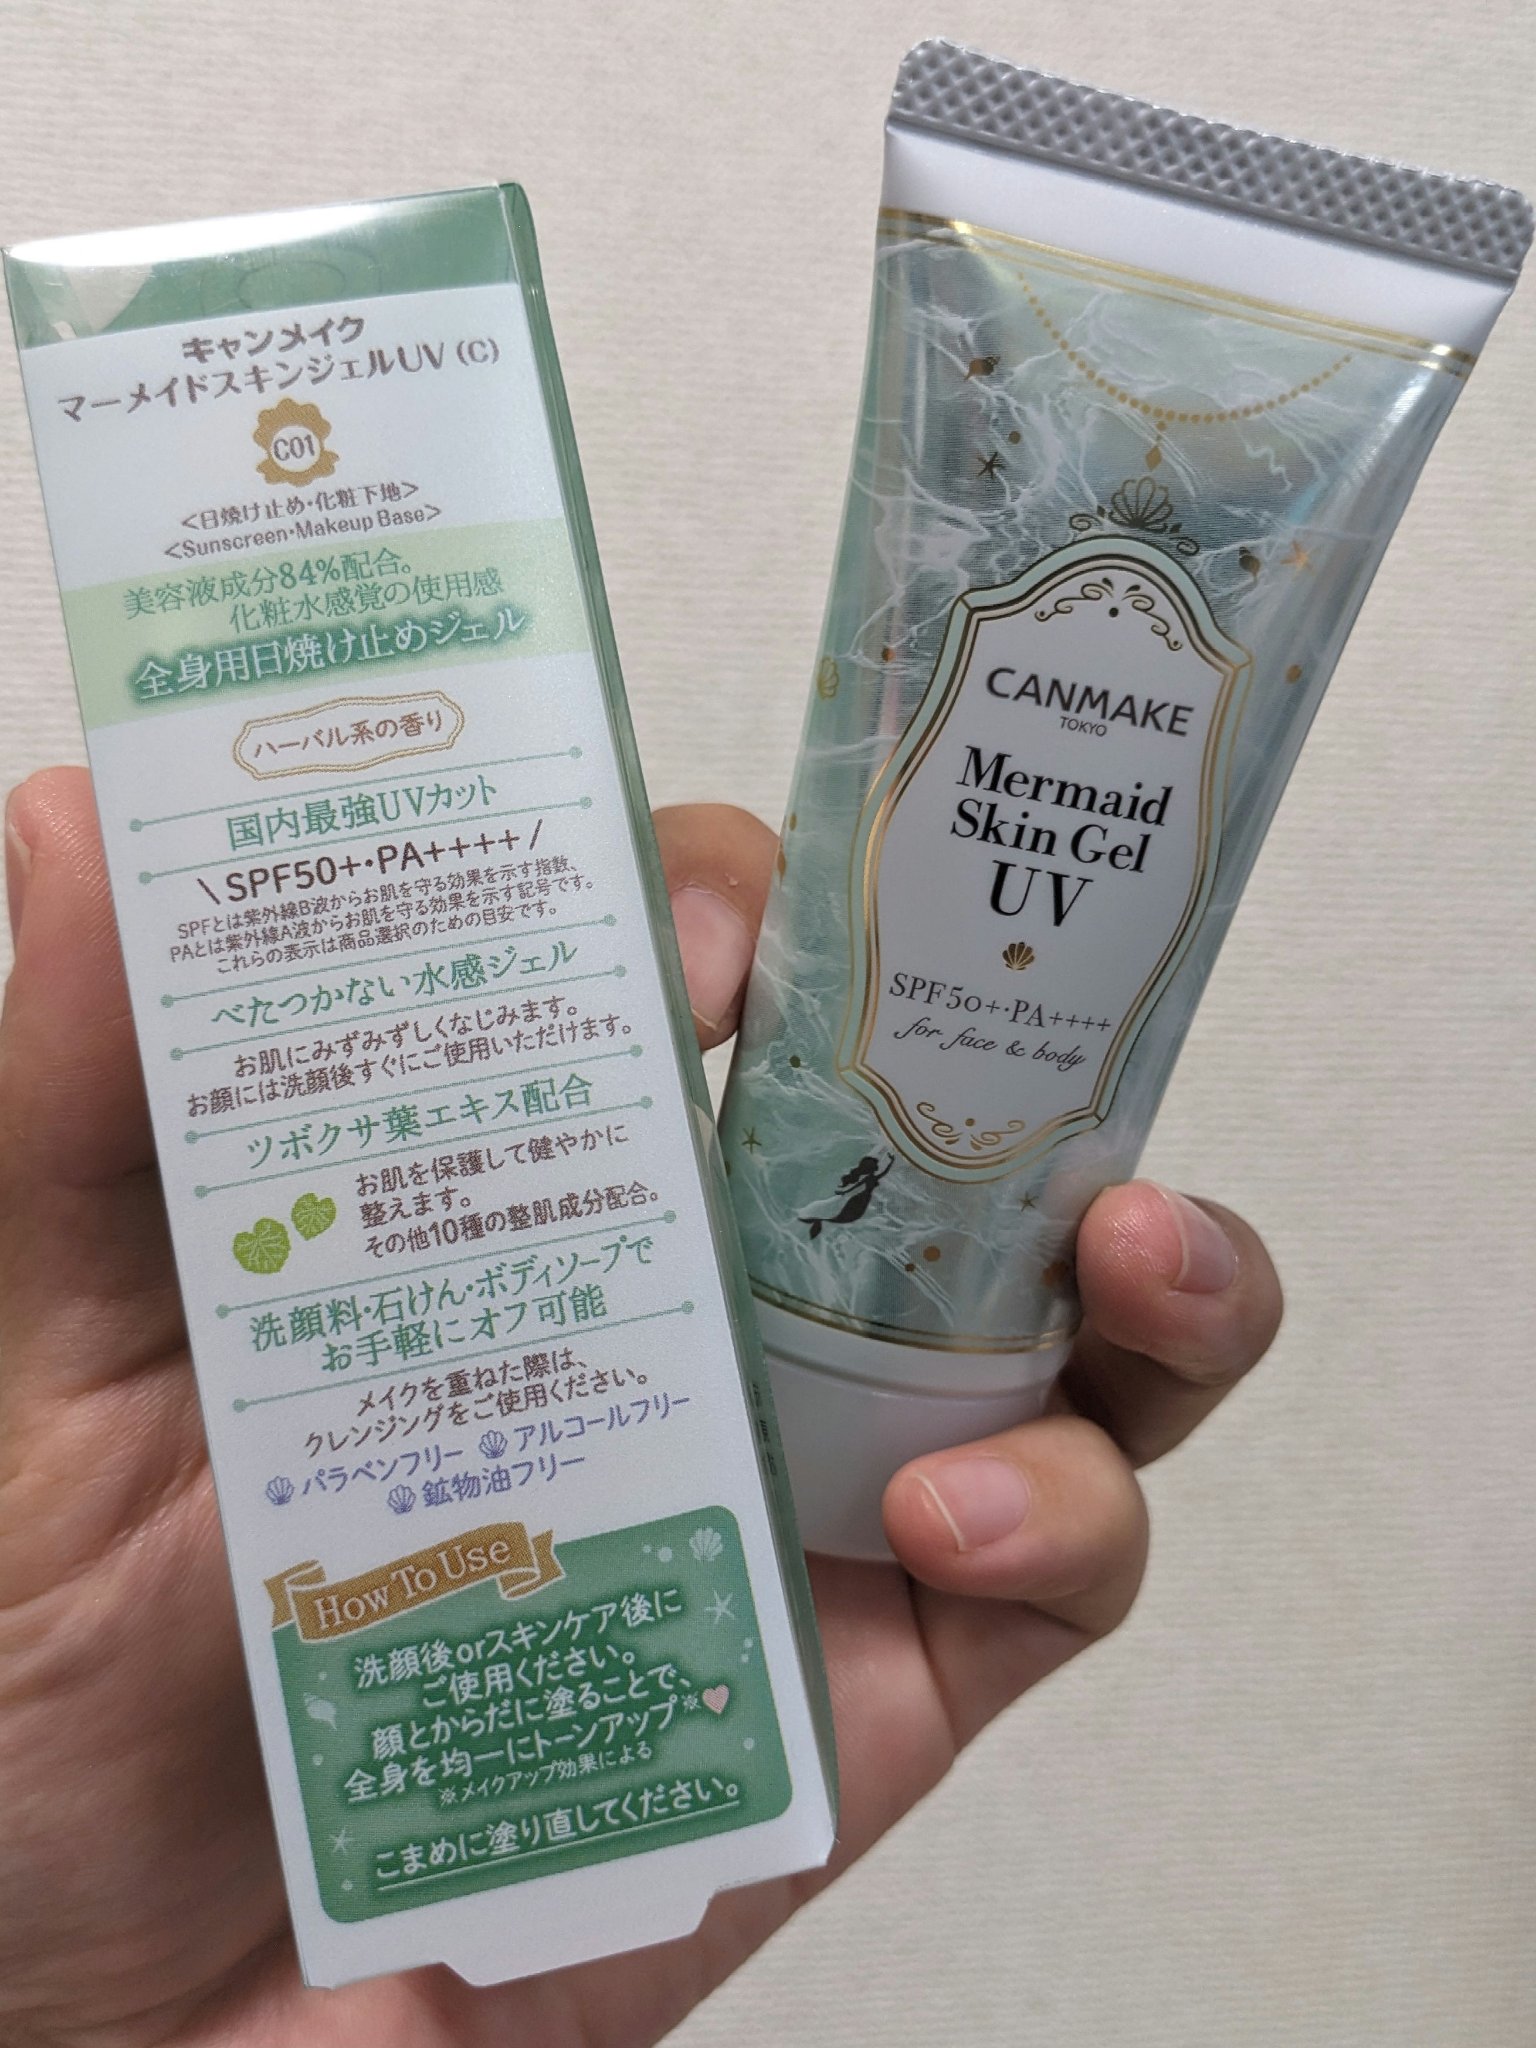 キャンメイク
マーメイドスキンジェルUV (C)
C01
<日焼け止め・化粧下地>
<Sunscreen・Makeup Base>
美容液成分84%配合。
化粧水感覚の使用感
全身用日焼け止めジェル
ハーバル系の香り
国内最強UVカット
\ SPF50+・PA++++ /
SPFとは紫外線B波からお肌を守る効果を示す指数、
PAとは紫外線A波からお肌を守る効果を示す記号です。
これらの表示は商品選択のための目安です。
べたつかない水感ジェル
お肌にみずみずしくなじみます。
お顔には洗顔後すぐにご使用いただけます。
ツボクサ葉エキス配合
お肌を保護して健やかに
整えます。
その他10種の整肌成分配合。
洗顔料・石けん・ボディソープで
お手軽にオフ可能
メイクを重ねた際は、
クレンジングをご使用ください。
パラベンフリー アルコールフリー
鉱物油フリー
How To Use
洗顔後orスキンケア後に
ご使用ください。
顔とからだに塗ることで、
全身を均一にトーンアップ※
※メイクアップ効果による
こまめに塗り直してください。
CANMAKE
TOKYO
Mermaid
Skin Gel
UV
SPF50+・PA++++
for face & body